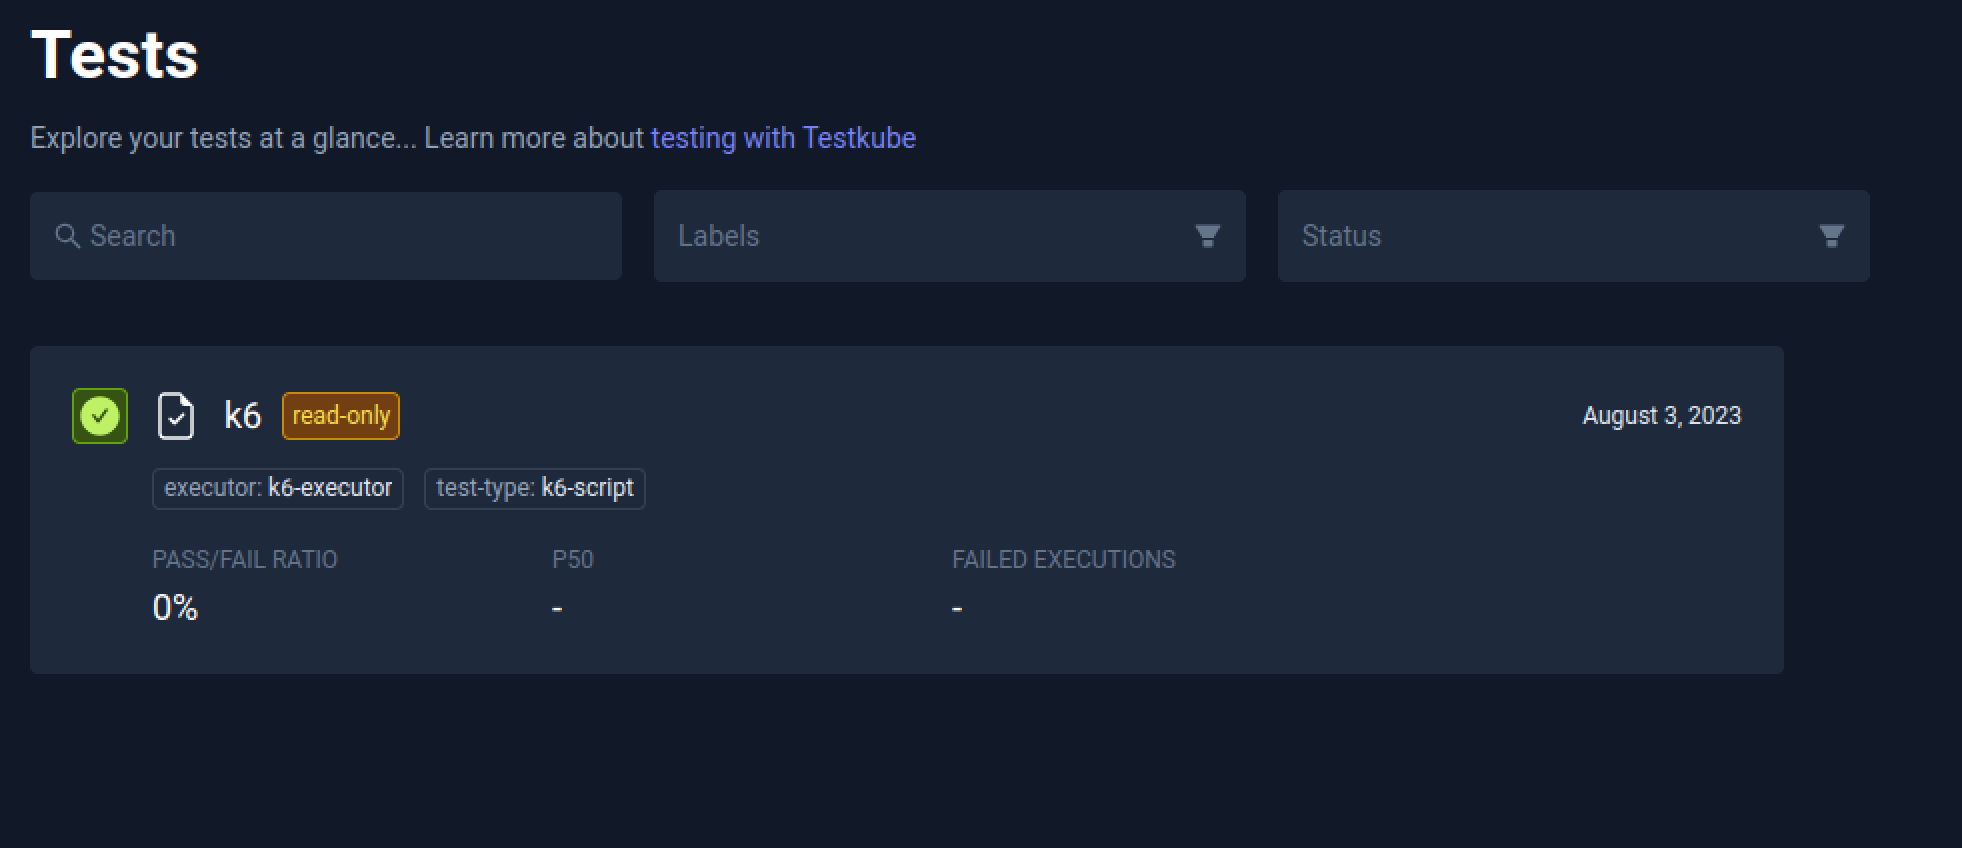 Tests
Explore your tests at a glance... Learn more about testing with Testkube
Search
Labels
Status
k6 read-only August 3, 2023
executor: k6-executor test-type: k6-script
PASS/FAIL RATIO P50 FAILED EXECUTIONS
0% - -